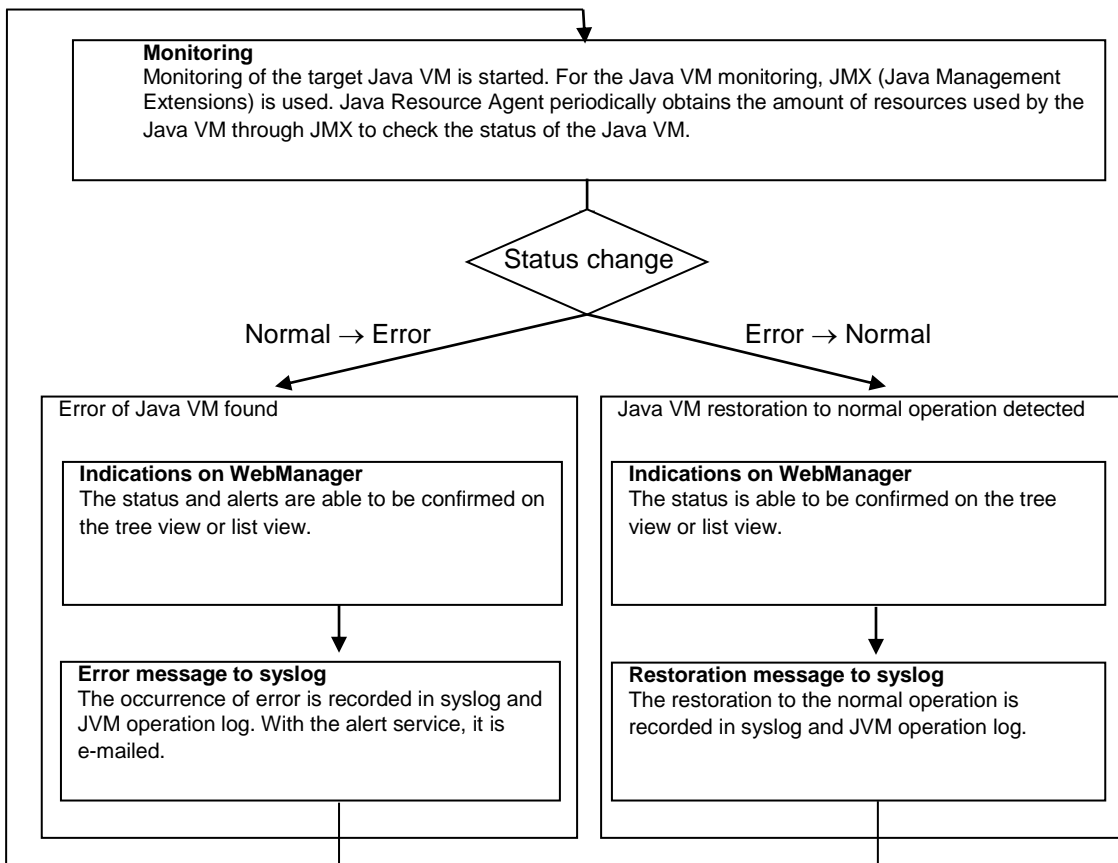 Monitoring
Monitoring of the target Java VM is started. For the Java VM monitoring, JMX (Java Management
Extensions) is used. Java Resource Agent periodically obtains the amount of resources used by the
Java VM through JMX to check the status of the Java VM.
Status change
Normal → Error
Error → Normal
Error of Java VM found
Indications on WebManager
The status and alerts are able to be confirmed on
the tree view or list view.
Error message to syslog
The occurrence of error is recorded in syslog and
JVM operation log. With the alert service, it is
e-mailed.
Java VM restoration to normal operation detected
Indications on WebManager
The status is able to be confirmed on the tree
view or list view.
Restoration message to syslog
The restoration to the normal operation is
recorded in syslog and JVM operation log.